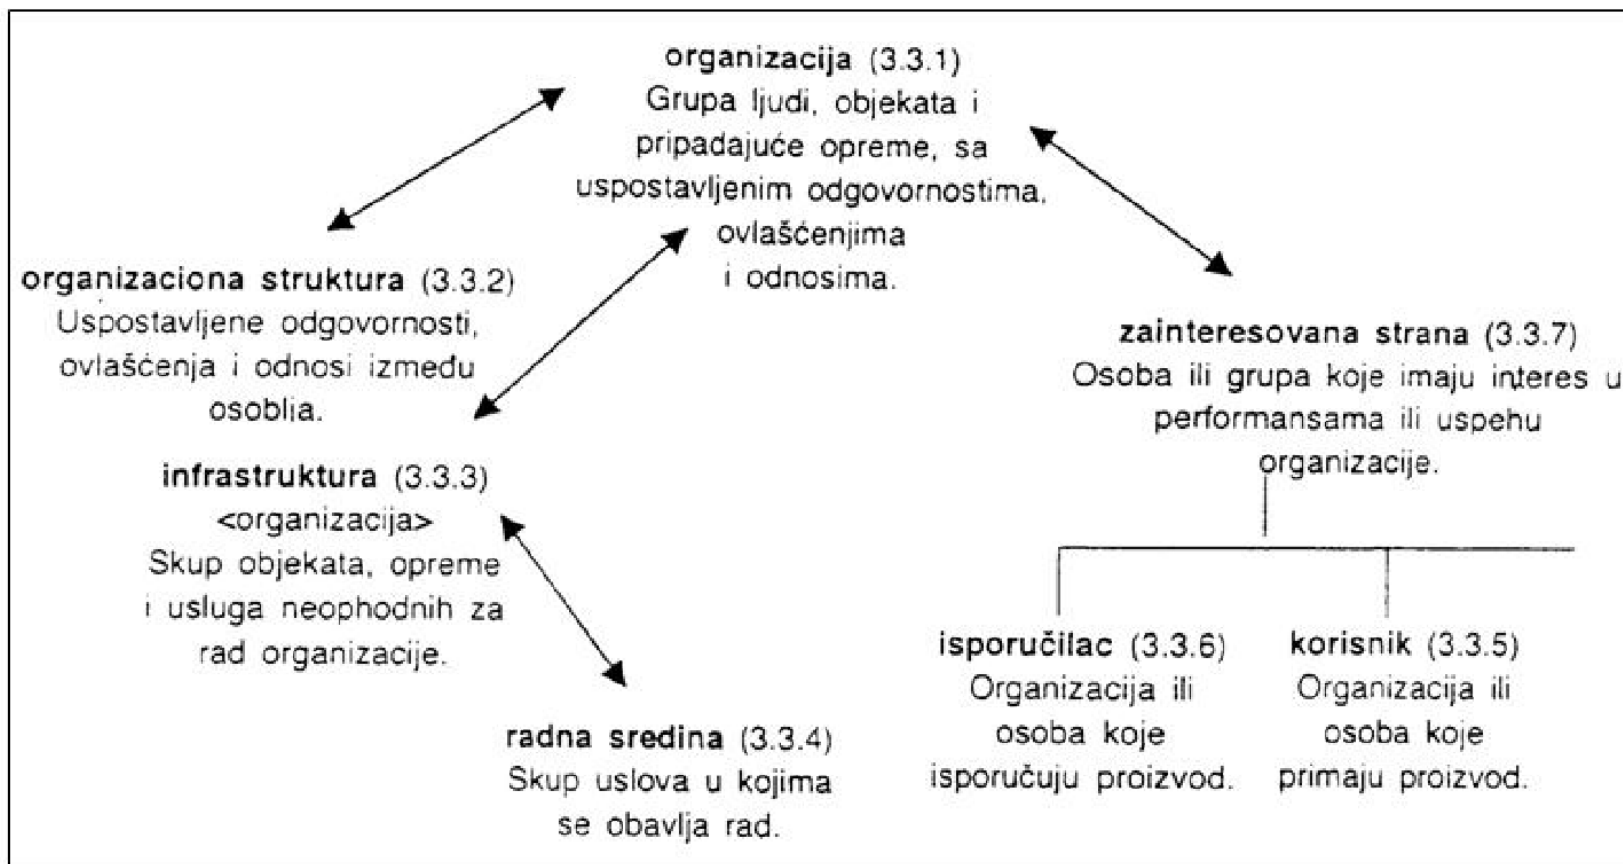 organizacija (3.3.1)
Grupa ljudi, objekata i
pripadajuće opreme, sa
uspostavljenim odgovornostima,
ovlašćenjima
i odnosima.
organizaciona struktura (3.3.2)
Uspostavljene odgovornosti,
ovlašćenja i odnosi između
osoblia.
infrastruktura (3.3.3)
<organizacija>
Skup objekata, opreme
i usluga neophodnih za
rad organizacije.
radna sredina (3.3.4)
Skup uslova u kojima
se obavlja rad.
zainteresovana strana (3.3.7)
Osoba ili grupa koje imaju interes u
performansama ili uspehu
organizacije.
isporučilac (3.3.6)
Organizacija ili
osoba koje
isporučuju proizvod.
korisnik (3.3.5)
Organizacija ili
osoba koje
primaju proizvod.